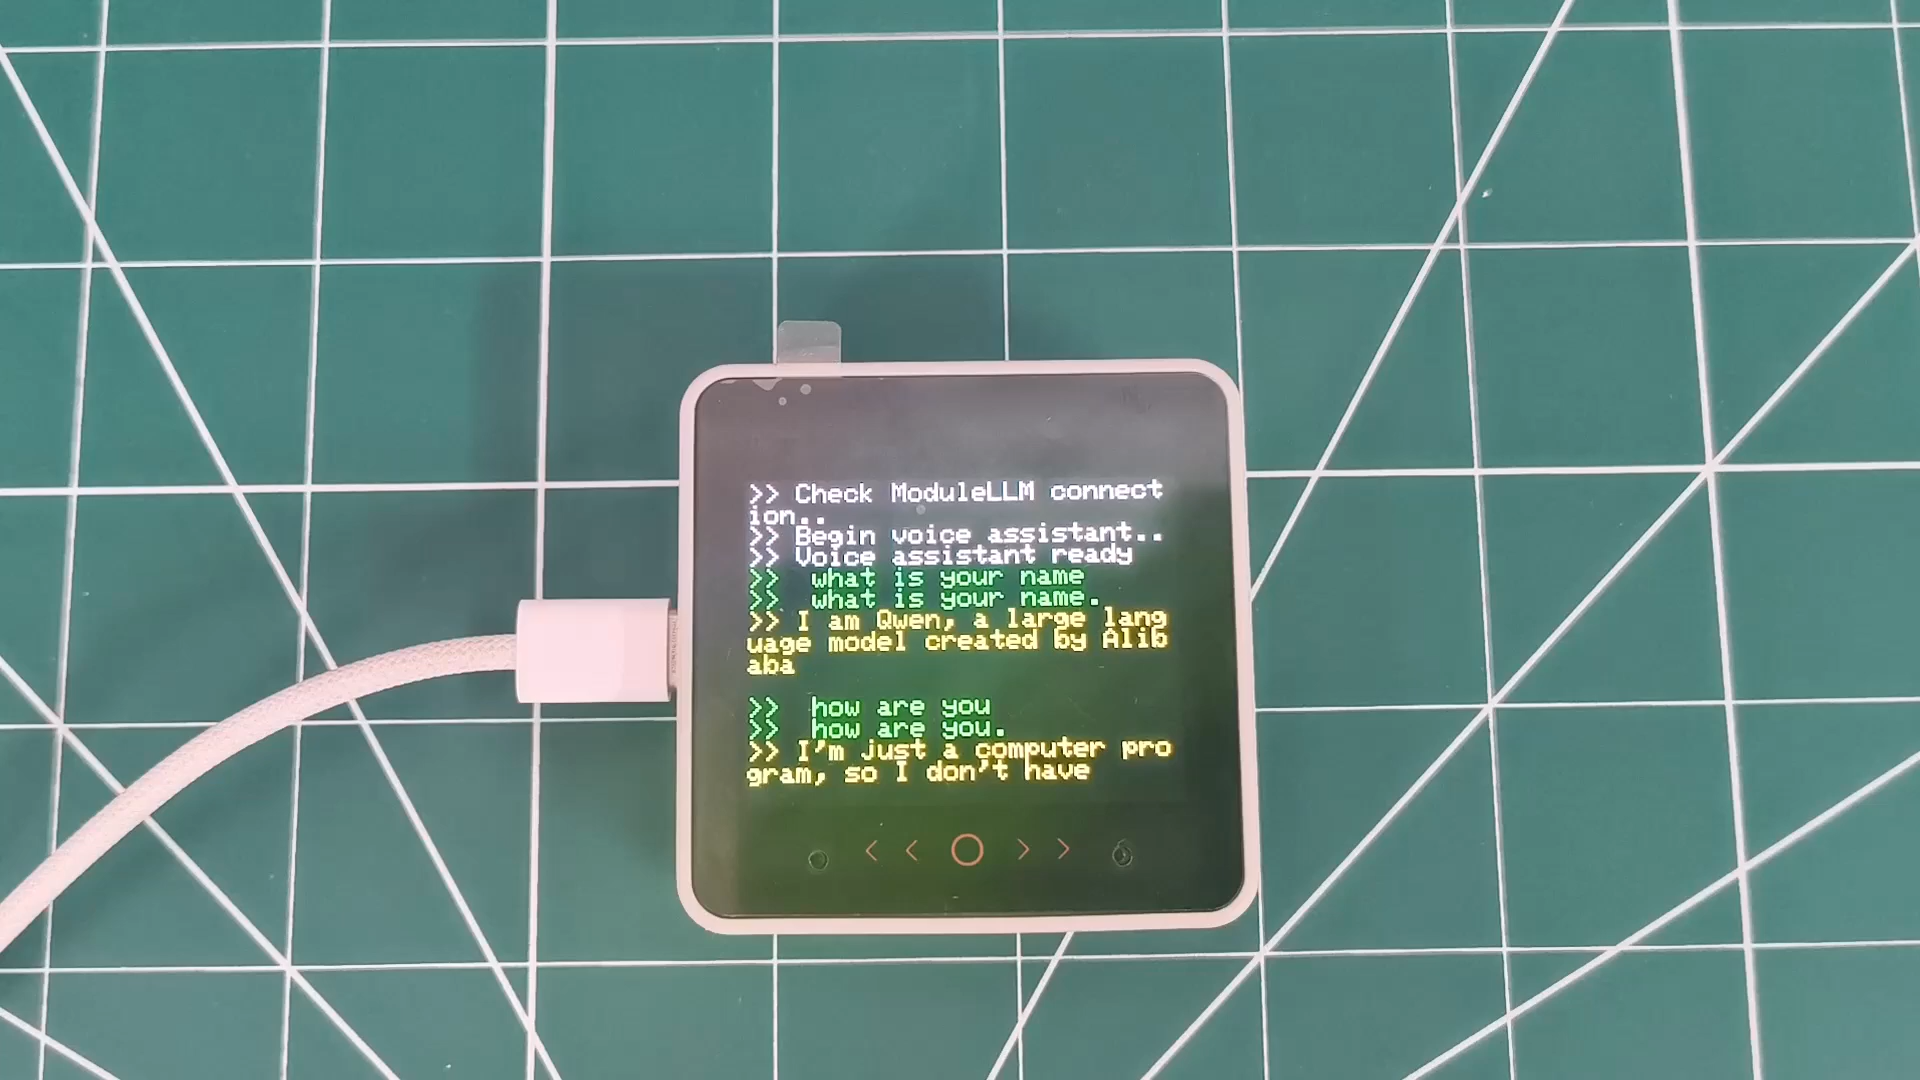 >> Check ModuleLLM connect
ion..
>> Begin voice assistant..
>> Voice assistant ready
>>  what is your name
>>  what is your name.
>> I am Qwen, a large lang
uage model created by Alib
aba
>>  how are you
>>  how are you.
>> I'm just a computer pro
gram, so I don't have